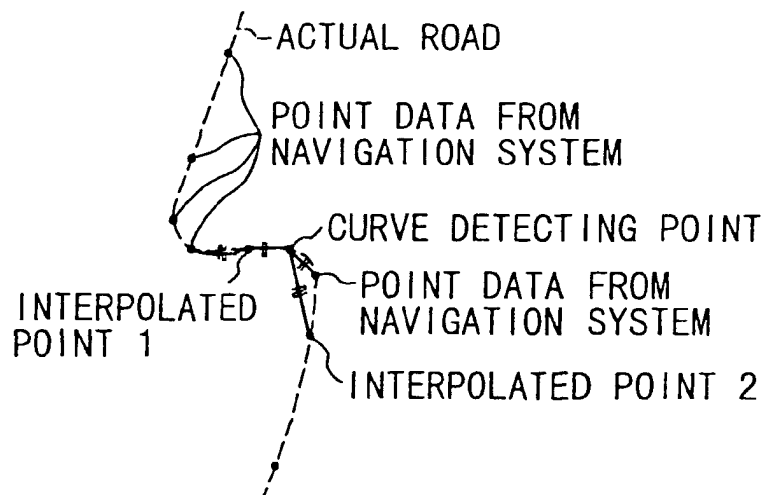 ACTUAL ROAD
POINT DATA FROM
NAVIGATION SYSTEM
CURVE DETECTING POINT
POINT DATA FROM
NAVIGATION SYSTEM
INTERPOLATED
POINT 1
INTERPOLATED POINT 2